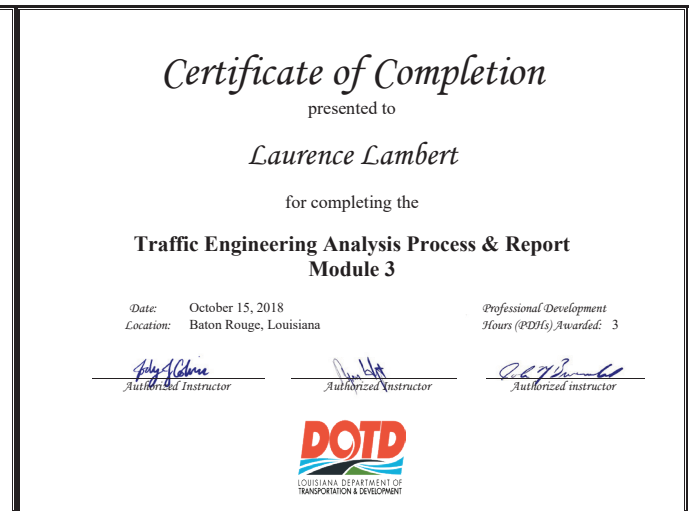 Certificate of Completion
presented to
Laurence Lambert
for completing the
Traffic Engineering Analysis Process & Report
Module 3
Date: October 15, 2018
Location: Baton Rouge, Louisiana
Professional Development
Hours (PDHs) Awarded: 3
Authorized Instructor
Authorized Instructor
Authorized instructor
DOTD
LOUISIANA DEPARTMENT OF
TRANSPORTATION & DEVELOPMENT